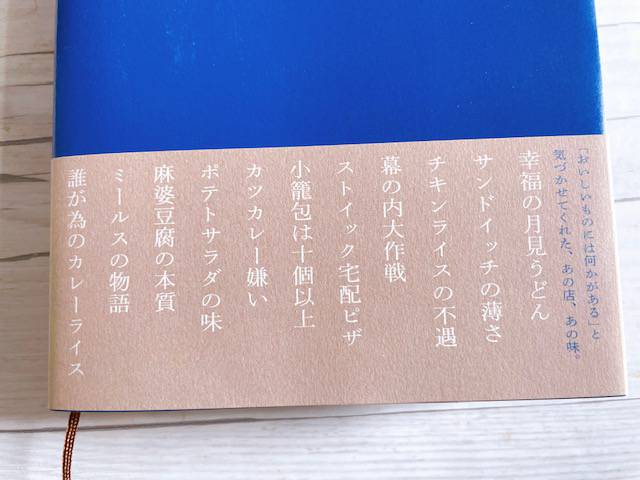 「おいしいものには何かがある」と
気づかせてくれた、あの店、あの味。
幸福の月見うどん
サンドイッチの薄さ
チキンライスの不遇
幕の内大作戦
ストイック宅配ピザ
小籠包は十個以上
カツカレー嫌い
ポテトサラダの味
麻婆豆腐の本質
ミールスの物語
誰が為のカレーライス